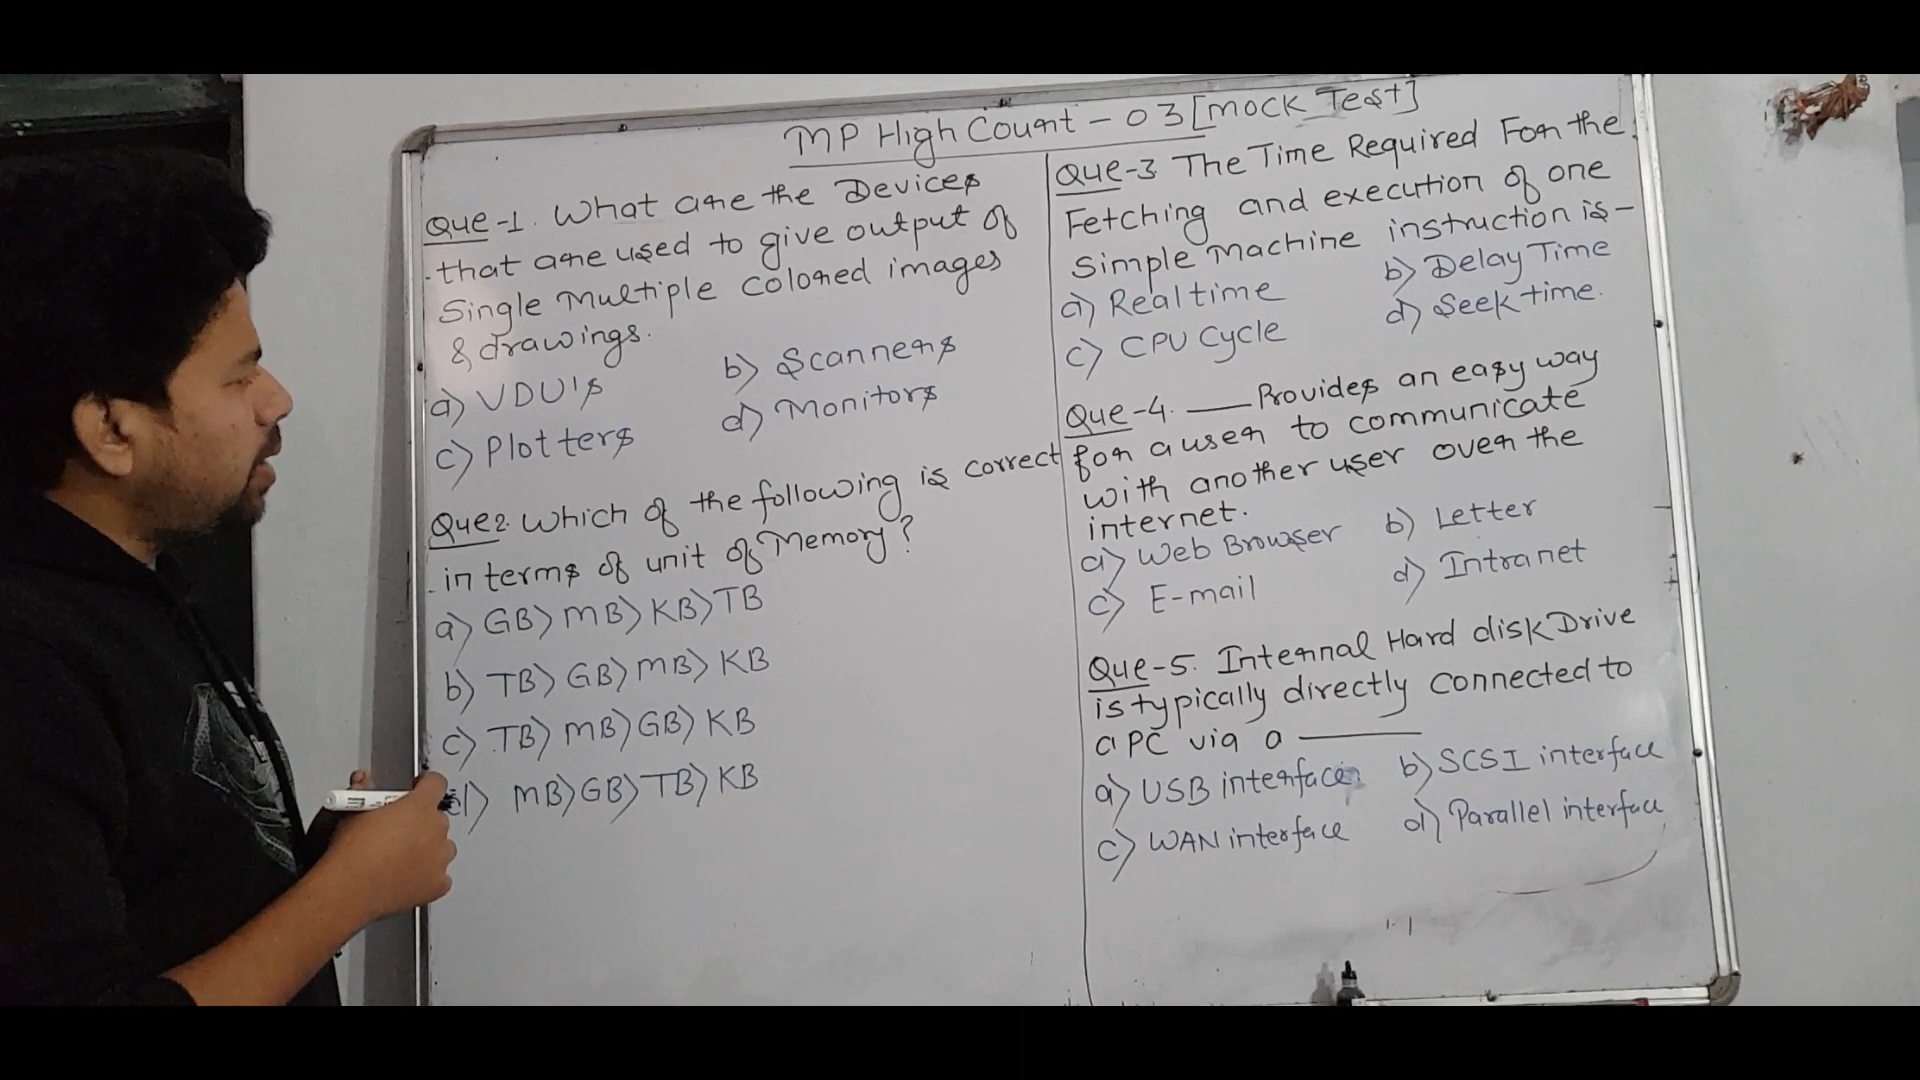 MP High Count - 03 [Mock Test]
Que-1. What are the Devices
that are used to give output of
Single Multiple colored images
& drawings.
a) VDU's
b) Scanners
c) Plotters
d) Monitors
Que 2. Which of the following is correct
in terms of unit of Memory?
a) GB>MB>KB>TB
b) TB>GB>MB>KB
c) TB>MB>GB>KB
d) MB>GB>TB>KB
Que-3 The Time Required For the
Fetching and execution of one
Simple Machine instruction is-
a) Realtime
b) Delay Time
c) CPU Cycle
d) Seek time.
Que-4. ___ Provides an easy way
for a user to communicate
with another user over the
internet.
a) Web Browser
b) Letter
c) E-mail
d) Intranet
Que-5. Internal Hard disk Drive
is typically directly connected to
a PC via a ___
a) USB interface
b) SCSI interface
c) WAN interface
d) Parallel interface